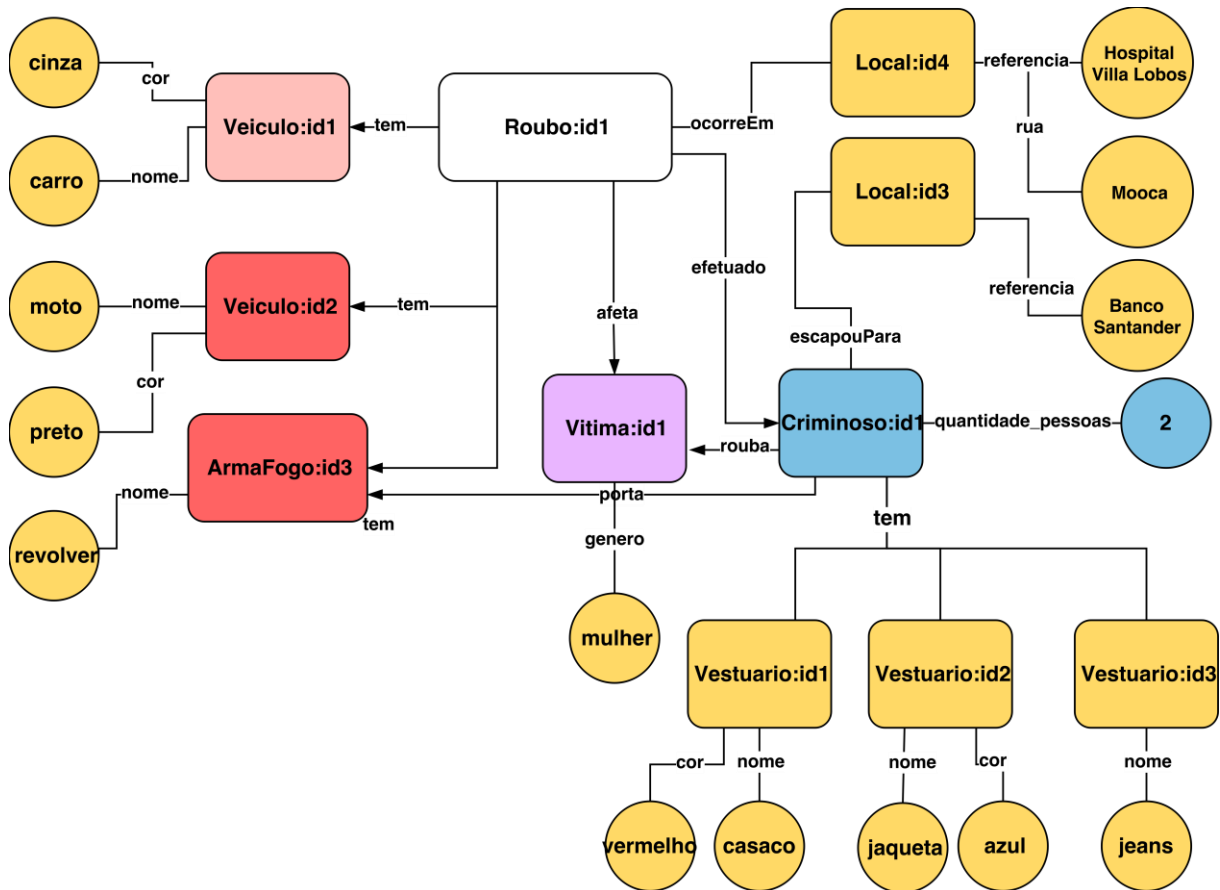 cinza
cor
Veiculo:id1
tem
Roubo:id1
ocorreEm
Local:id4
referencia
Hospital
Villa Lobos
carro
nome
rua
Mooca
Local:id3
efetuado
referencia
Banco
Santander
moto
nome
Veiculo:id2
tem
afeta
escapouPara
cor
preto
ArmaFogo:id3
Vitima:id1
rouba
Criminoso:id1
quantidade_pessoas
2
nome
porta
tem
tem
revolver
genero
mulher
Vestuario:id1
Vestuario:id2
Vestuario:id3
cor
nome
nome
cor
nome
vermelho
casaco
jaqueta
azul
jeans